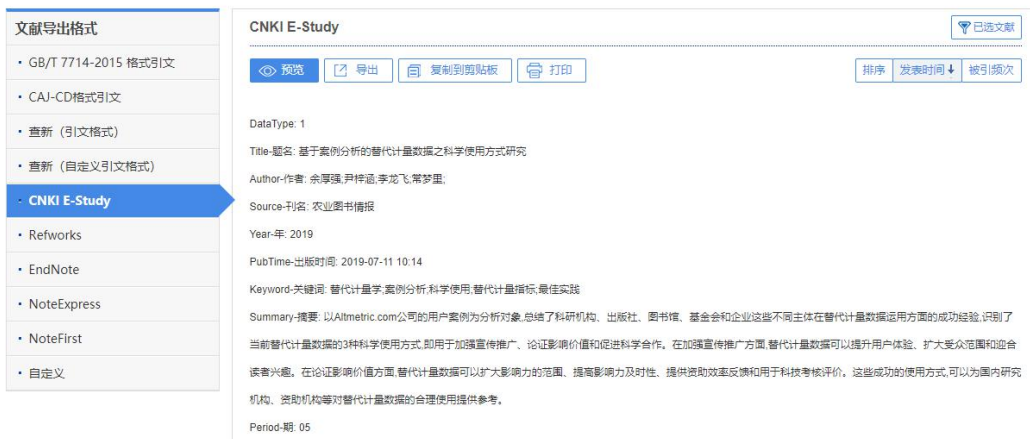 文献导出格式
GB/T 7714-2015 格式引文
CAJ-CD格式引文
查新（引文格式）
查新（自定义引文格式）
CNKI E-Study
Refworks
EndNote
NoteExpress
NoteFirst
自定义
CNKI E-Study
已选文献
预览 导出 复制到剪贴板 打印
排序 发表时间↓ 被引频次
DataType: 1
Title-题名: 基于案例分析的替代计量数据之科学使用方式研究
Author-作者: 余厚强;尹梓涵;李龙飞;常梦里;
Source-刊名: 农业图书情报
Year-年: 2019
PubTime-出版时间: 2019-07-11 10:14
Keyword-关键词: 替代计量学;案例分析;科学使用;替代计量指标;最佳实践
Summary-摘要: 以Altmetric.com公司的用户案例为分析对象,总结了科研机构、出版社、图书馆、基金会和企业这些不同主体在替代计量数据运用方面的成功经验,识别了
当前替代计量数据的3种科学使用方式,即用于加强宣传推广、论证影响价值和促进科学合作。在加强宣传推广方面,替代计量数据可以提升用户体验、扩大受众范围和迎合
读者兴趣。在论证影响价值方面,替代计量数据可以扩大影响力的范围、提高影响力及时性、提供资助效率反馈和用于科技考核评价。这些成功的使用方式,可以为国内研究
机构、资助机构等对替代计量数据的合理使用提供参考。
Period-期: 05